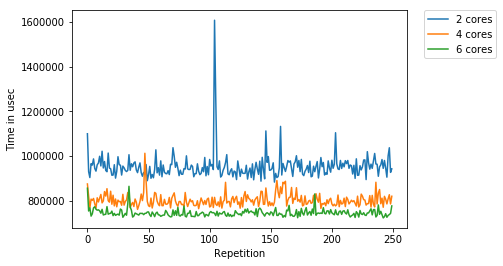 1600000
1400000
1200000
1000000
800000
Time in usec
0
50
100
150
200
250
Repetition
2 cores
4 cores
6 cores